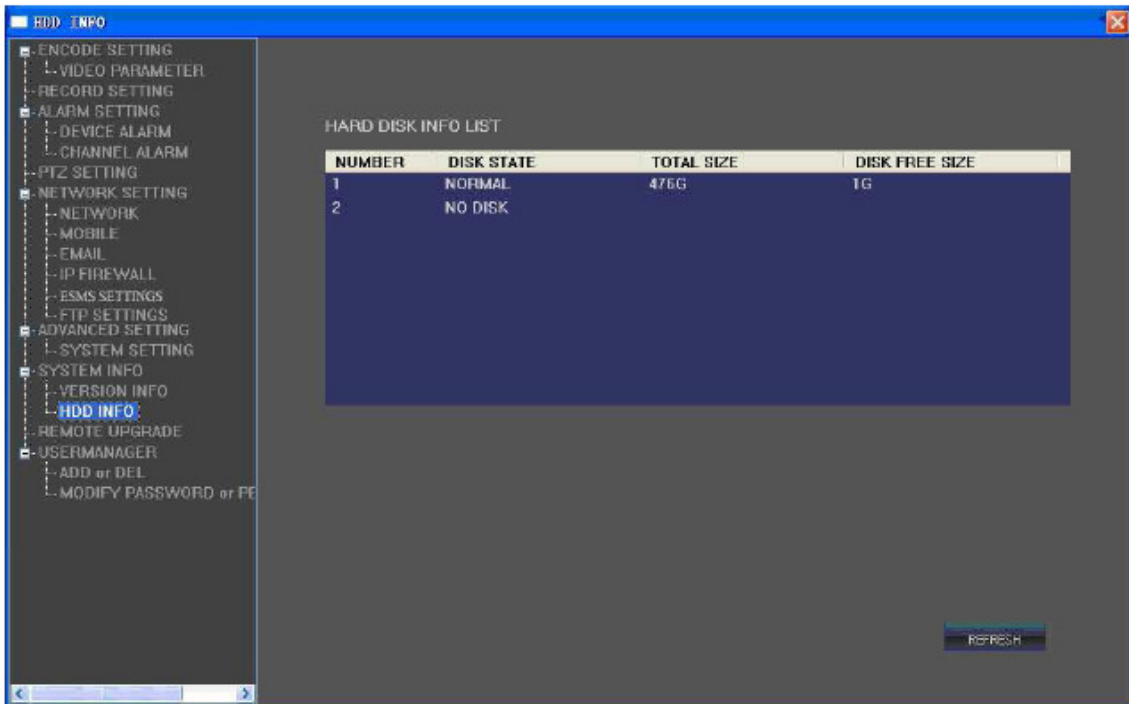 HDD INFO
ENCODE SETTING
VIDEO PARAMETER
RECORD SETTING
ALARM SETTING
DEVICE ALARM
CHANNEL ALARM
PTZ SETTING
NETWORK SETTING
NETWORK
MOBILE
EMAIL
IP FIREWALL
ESMS SETTINGS
FTP SETTINGS
ADVANCED SETTING
SYSTEM SETTING
SYSTEM INFO
VERSION INFO
HDD INFO
REMOTE UPGRADE
USERMANAGER
ADD or DEL
MODIFY PASSWORD or PE
HARD DISK INFO LIST
NUMBER DISK STATE TOTAL SIZE DISK FREE SIZE
1 NORMAL 476G 1G
2 NO DISK
REFRESH